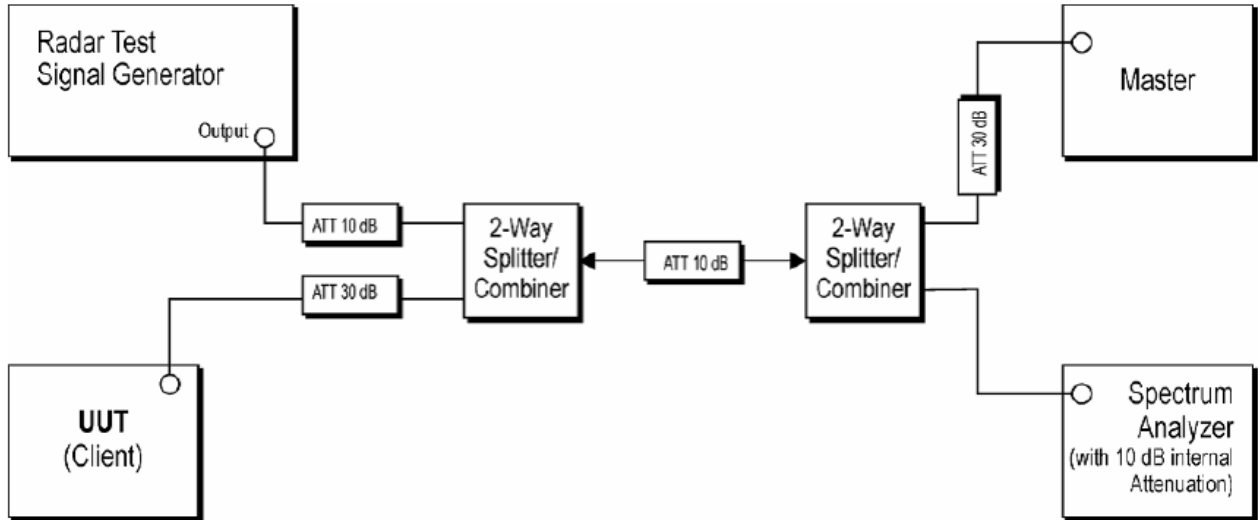 Radar Test
Signal Generator
Output
ATT 10 dB
ATT 30 dB
UUT
(Client)
2-Way
Splitter/
Combiner
ATT 10 dB
2-Way
Splitter/
Combiner
ATT 30 dB
Master
Spectrum
Analyzer
(with 10 dB internal
Attenuation)